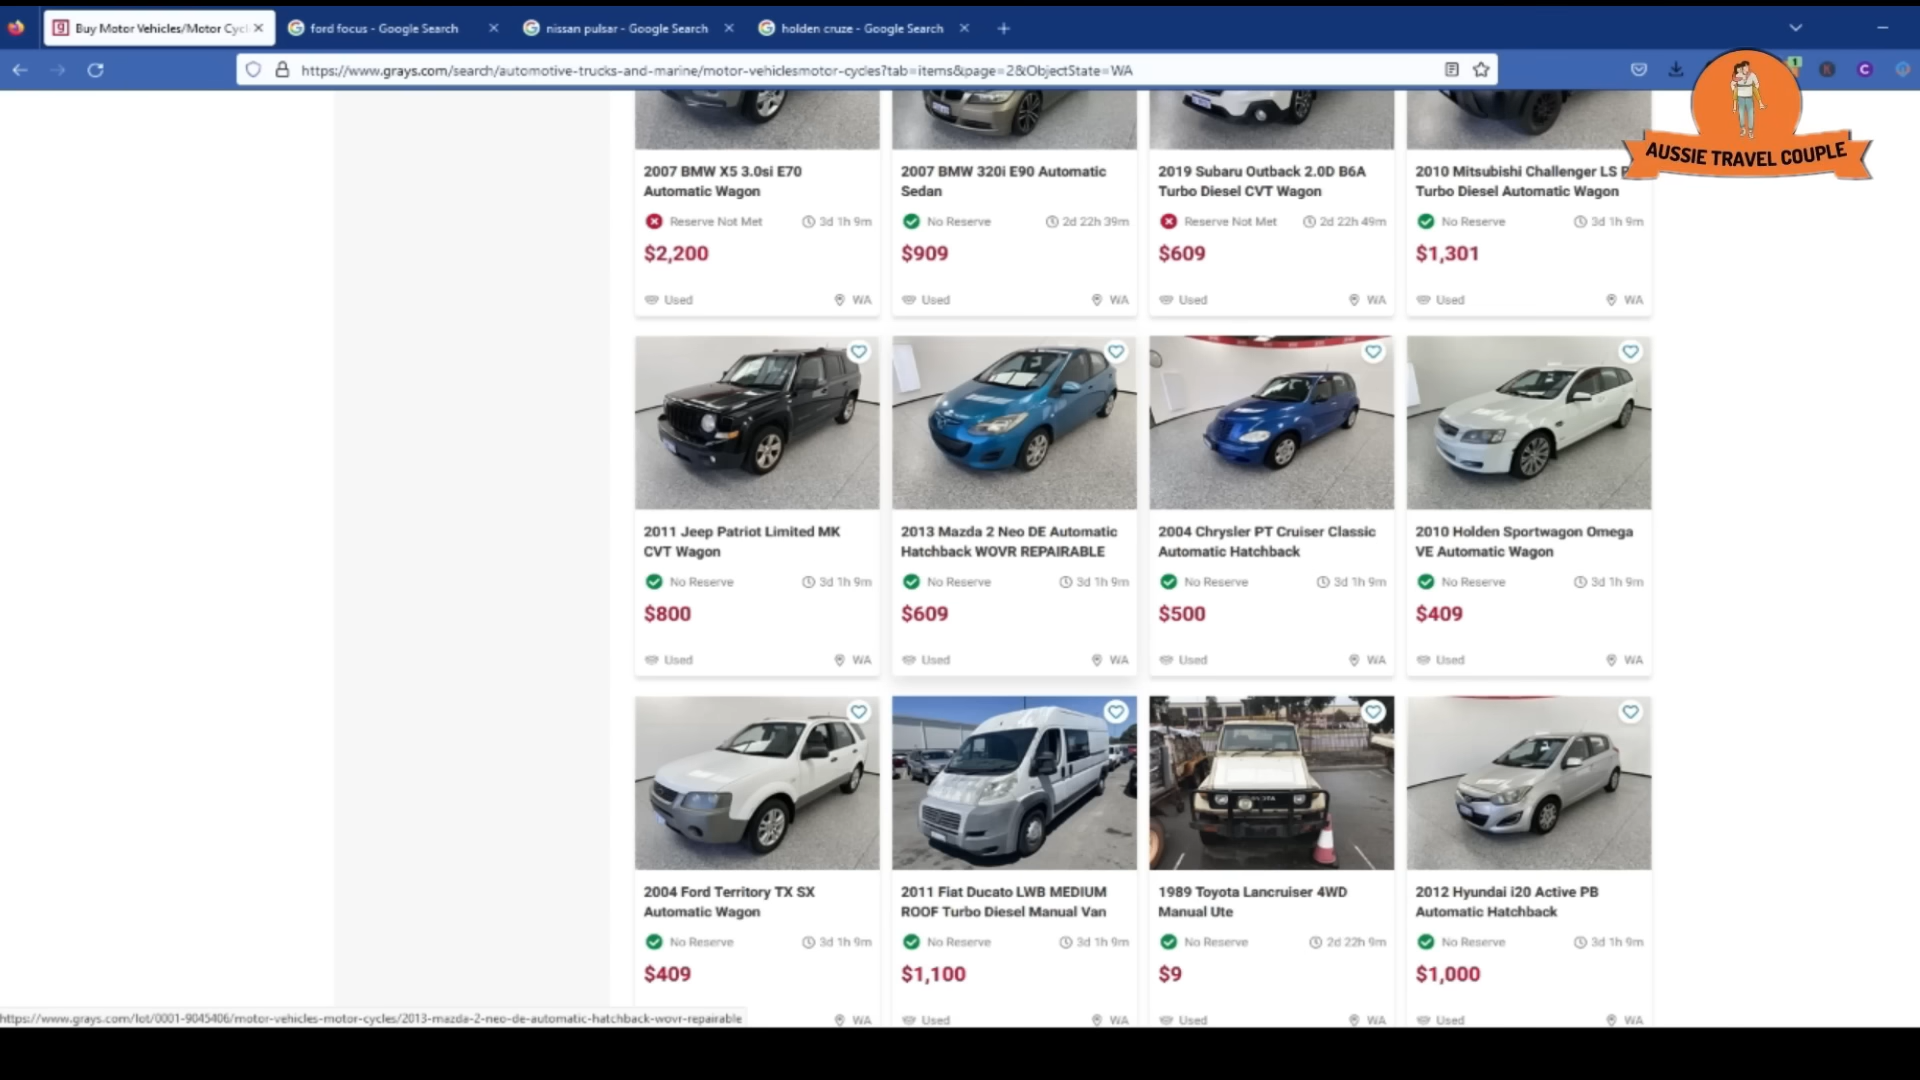 Buy Motor Vehicles/Motor Cycl
ford focus - Google Search
nissan pulsar - Google Search
holden cruze - Google Search
https://www.grays.com/search/automotive-trucks-and-marine/motor-vehiclesmotor-cycles?tab=items&page=2&ObjectState=WA
AUSSIE TRAVEL COUPLE
2007 BMW X5 3.0si E70
Automatic Wagon
Reserve Not Met 3d 1h 9m
$2,200
Used WA
2007 BMW 320i E90 Automatic
Sedan
No Reserve 2d 22h 39m
$909
Used WA
2019 Subaru Outback 2.0D B6A
Turbo Diesel CVT Wagon
Reserve Not Met 2d 22h 49m
$609
Used WA
2010 Mitsubishi Challenger LS
Turbo Diesel Automatic Wagon
No Reserve 3d 1h 9m
$1,301
Used WA
2011 Jeep Patriot Limited MK
CVT Wagon
No Reserve 3d 1h 9m
$800
Used WA
2013 Mazda 2 Neo DE Automatic
Hatchback WOVR REPAIRABLE
No Reserve 3d 1h 9m
$609
Used WA
2004 Chrysler PT Cruiser Classic
Automatic Hatchback
No Reserve 3d 1h 9m
$500
Used WA
2010 Holden Sportwagon Omega
VE Automatic Wagon
No Reserve 3d 1h 9m
$409
Used WA
2004 Ford Territory TX SX
Automatic Wagon
No Reserve 3d 1h 9m
$409
WA
2011 Fiat Ducato LWB MEDIUM
ROOF Turbo Diesel Manual Van
No Reserve 3d 1h 9m
$1,100
Used WA
1989 Toyota Lancruiser 4WD
Manual Ute
No Reserve 2d 22h 9m
$9
Used WA
2012 Hyundai i20 Active PB
Automatic Hatchback
No Reserve 3d 1h 9m
$1,000
Used WA
https://www.grays.com/lot/0001-9045406/motor-vehicles-motor-cycles/2013-mazda-2-neo-de-automatic-hatchback-wovr-repairable